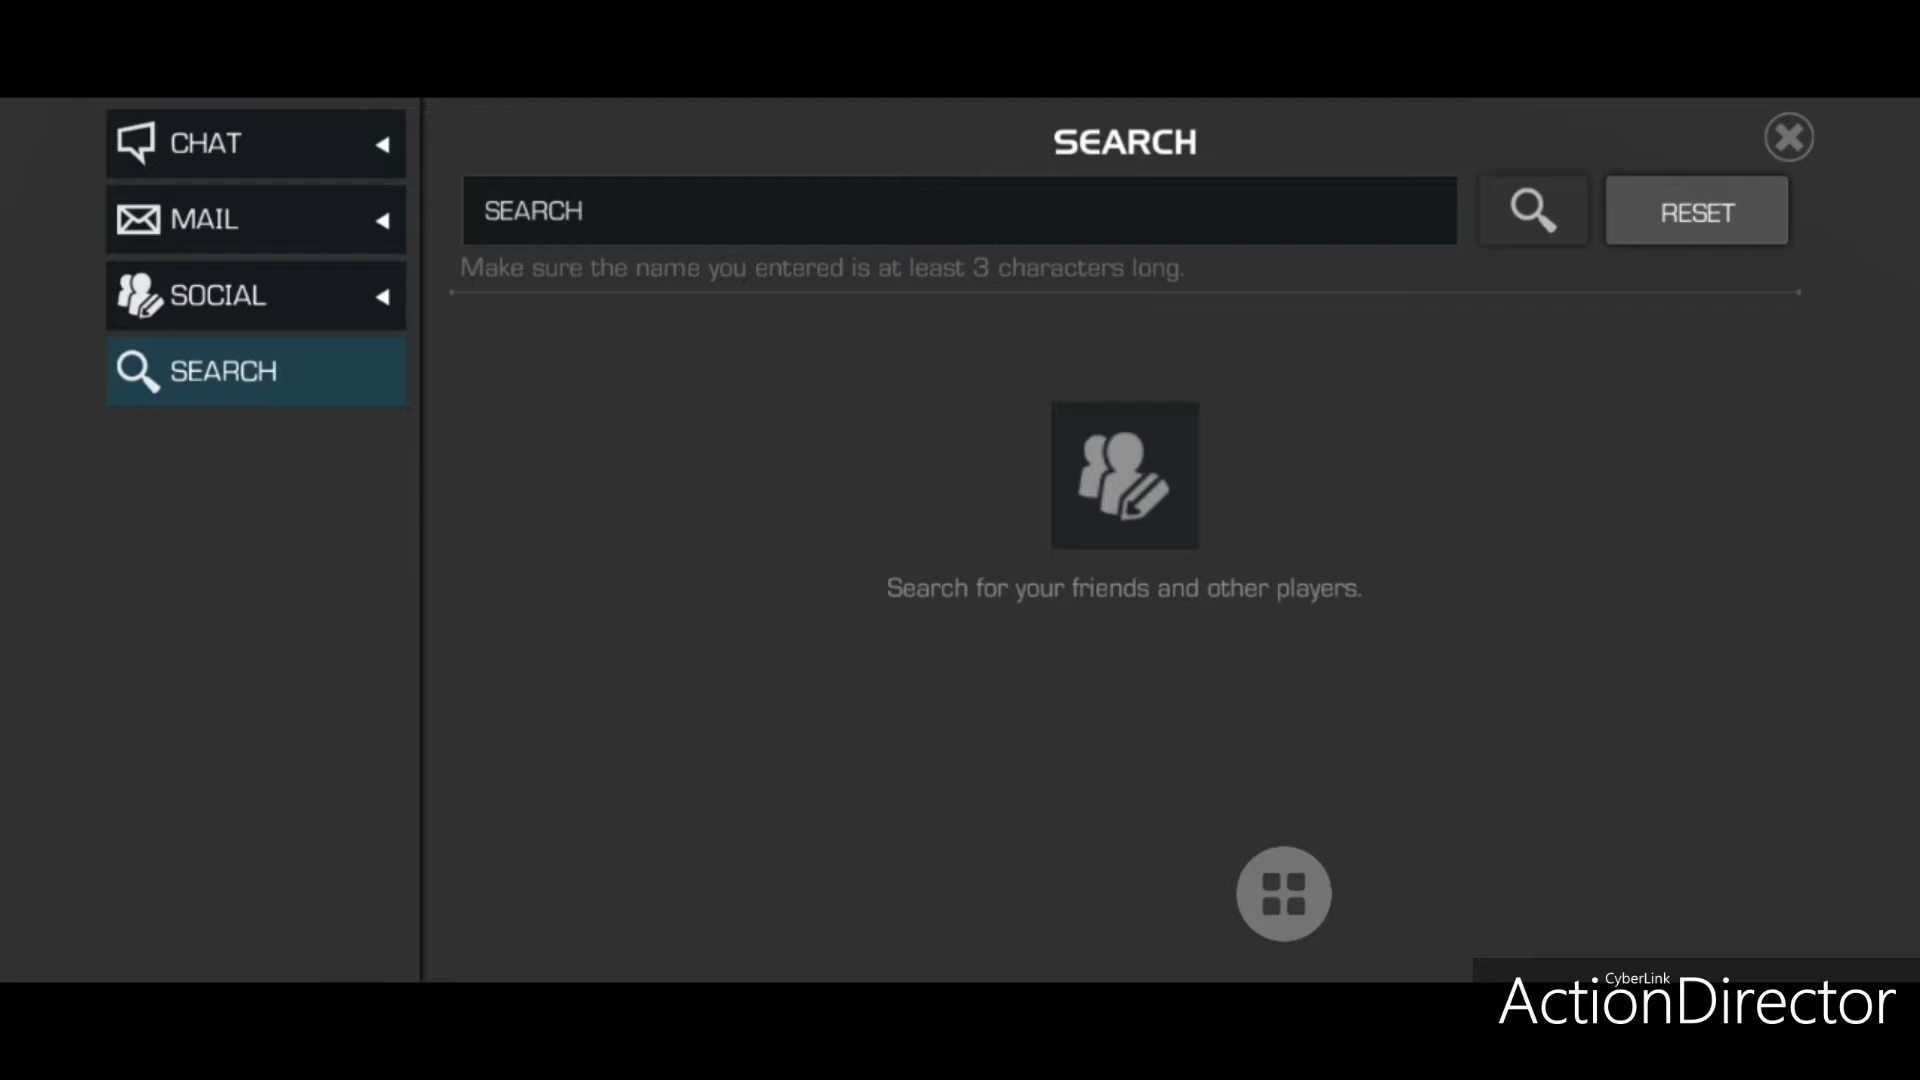 CHAT
MAIL
SOCIAL
SEARCH
SEARCH
SEARCH
RESET
Make sure the name you entered is at least 3 characters long.
Search for your friends and other players.
CyberLink
ActionDirector